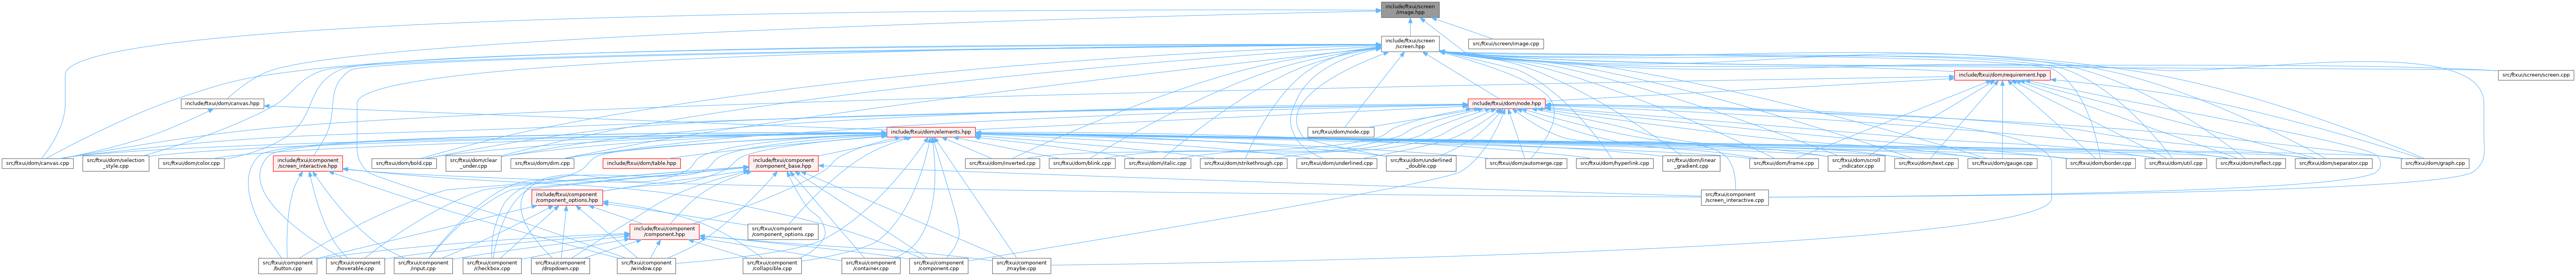 include/ftxui/screen
/image.hpp
include/ftxui/screen
/screen.hpp
src/ftxui/screen/image.cpp
include/ftxui/dom/requirement.hpp
src/ftxui/screen/screen.cpp
include/ftxui/dom/canvas.hpp
include/ftxui/dom/node.hpp
include/ftxui/dom/elements.hpp
src/ftxui/dom/node.cpp
src/ftxui/dom/canvas.cpp
src/ftxui/dom/selection
_style.cpp
src/ftxui/dom/color.cpp
include/ftxui/component
/screen_interactive.hpp
src/ftxui/dom/bold.cpp
src/ftxui/dom/clear
_under.cpp
src/ftxui/dom/dim.cpp
include/ftxui/dom/table.hpp
include/ftxui/component
/component_base.hpp
src/ftxui/dom/inverted.cpp
src/ftxui/dom/blink.cpp
src/ftxui/dom/italic.cpp
src/ftxui/dom/strikethrough.cpp
src/ftxui/dom/underlined.cpp
src/ftxui/dom/underlined
_double.cpp
src/ftxui/dom/automerge.cpp
src/ftxui/dom/hyperlink.cpp
src/ftxui/dom/linear
_gradient.cpp
src/ftxui/dom/frame.cpp
src/ftxui/dom/scroll
_indicator.cpp
src/ftxui/dom/text.cpp
src/ftxui/dom/gauge.cpp
src/ftxui/dom/border.cpp
src/ftxui/dom/util.cpp
src/ftxui/dom/reflect.cpp
src/ftxui/dom/separator.cpp
src/ftxui/dom/graph.cpp
include/ftxui/component
/component_options.hpp
src/ftxui/component
/screen_interactive.cpp
include/ftxui/component
/component.hpp
src/ftxui/component
/component_options.cpp
src/ftxui/component
/button.cpp
src/ftxui/component
/hoverable.cpp
src/ftxui/component
/input.cpp
src/ftxui/component
/checkbox.cpp
src/ftxui/component
/dropdown.cpp
src/ftxui/component
/window.cpp
src/ftxui/component
/collapsible.cpp
src/ftxui/component
/container.cpp
src/ftxui/component
/component.cpp
src/ftxui/component
/maybe.cpp